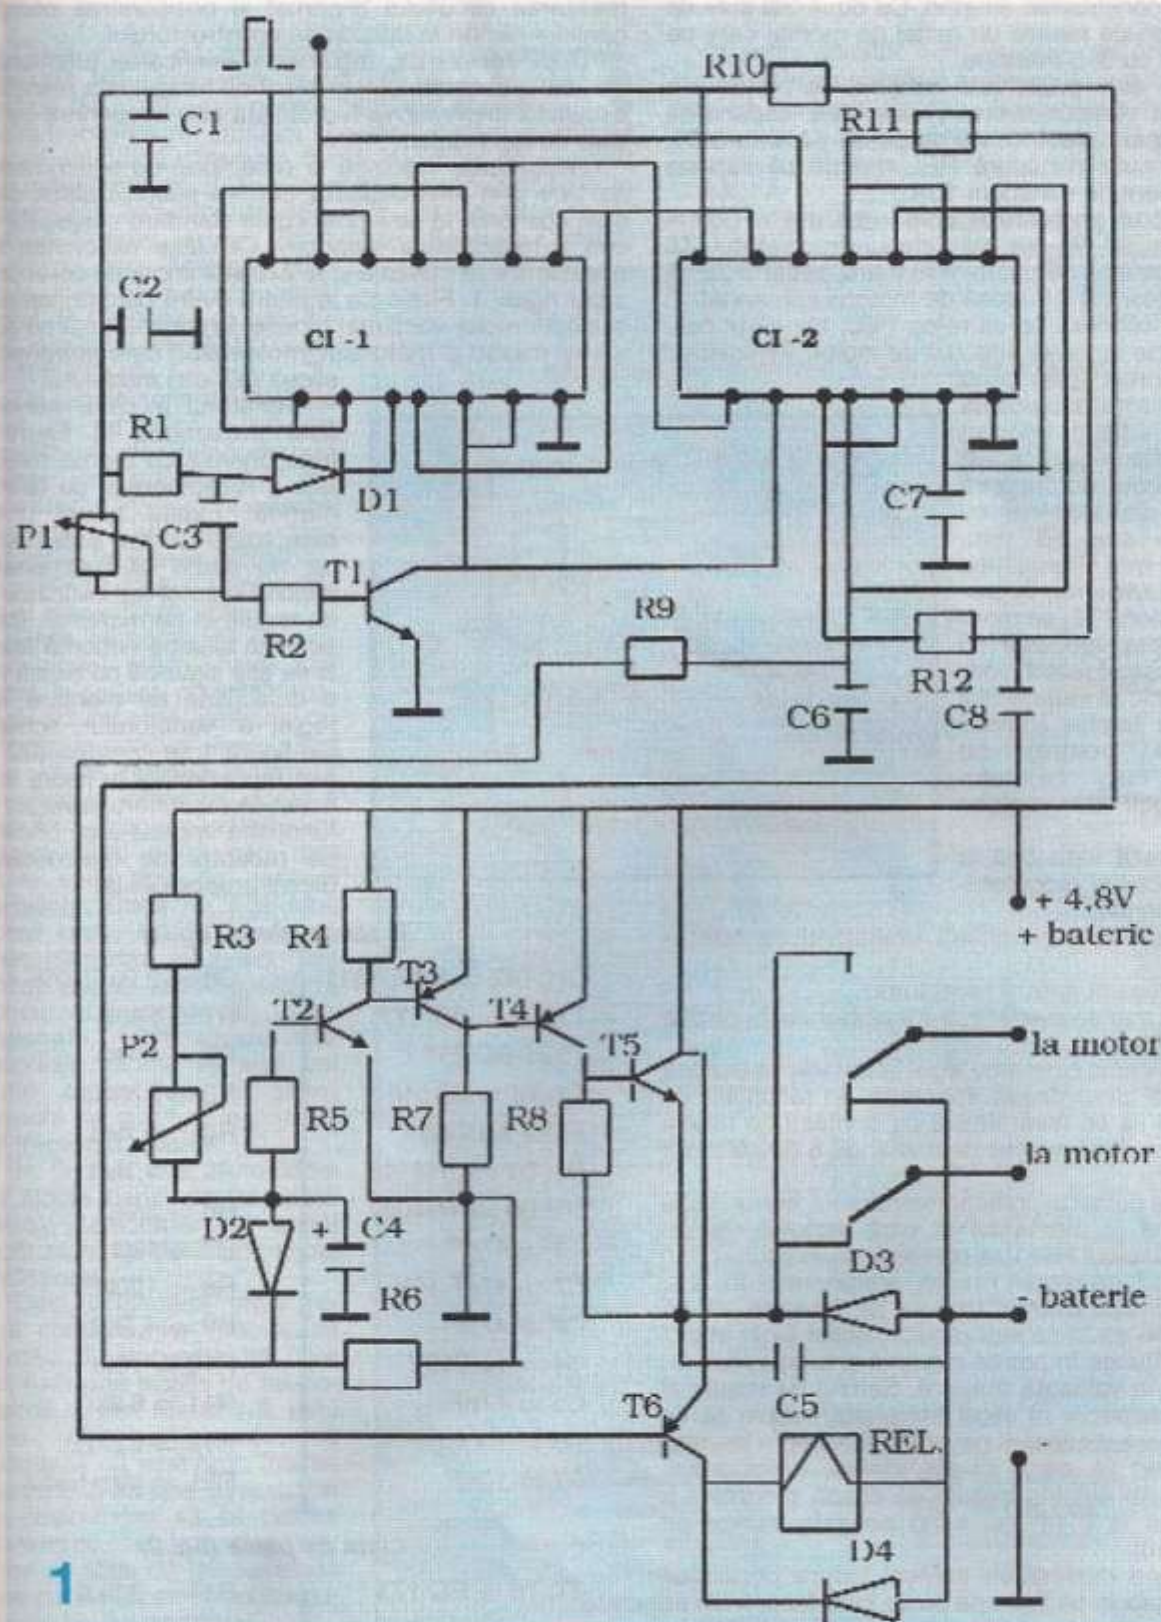 R10
C1
R11
C2
CI -1
CI -2
R1
D1
C7
P1
C3
T1
R9
R2
R12
C6
C8
+ 4,8V
+ baterie
R3
R4
T3
T2
T4
P2
T5
la motor
R5
R7
R8
la motor
D2
+
C4
D3
R6
- baterie
C5
T6
REL.
-
D4
1